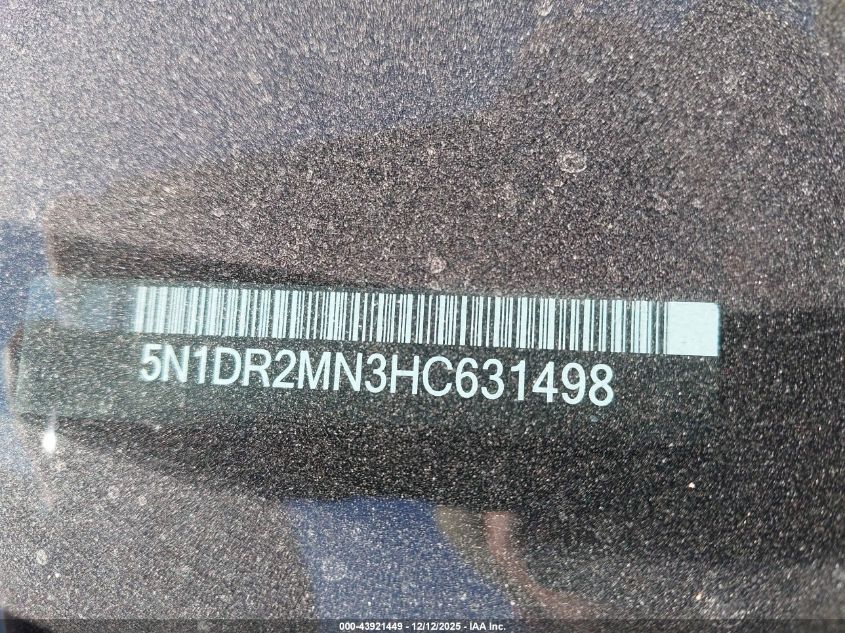 5N1DR2MN3HC631498
000-43921449 | 12/12/2025 – IAA Inc.